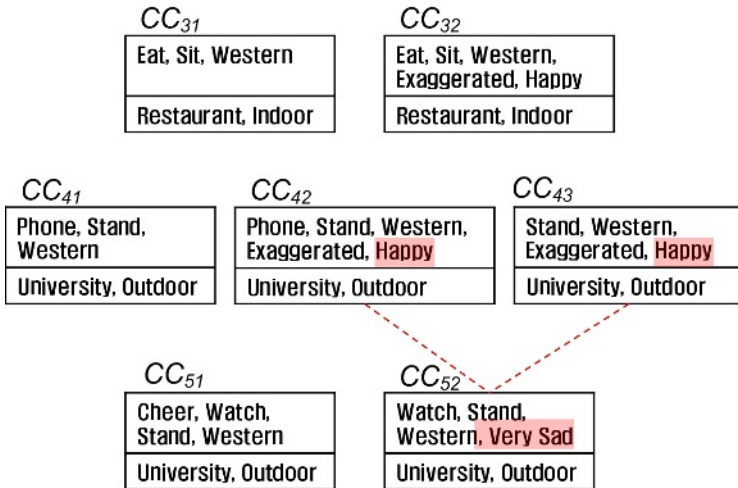 CC31
Eat, Sit, Western
Restaurant, Indoor
CC32
Eat, Sit, Western,
Exaggerated, Happy
Restaurant, Indoor
CC41
Phone, Stand,
Western
University, Outdoor
CC42
Phone, Stand, Western,
Exaggerated, Happy
University, Outdoor
CC43
Stand, Western,
Exaggerated, Happy
University, Outdoor
CC51
Cheer, Watch,
Stand, Western
University, Outdoor
CC52
Watch, Stand,
Western, Very Sad
University, Outdoor